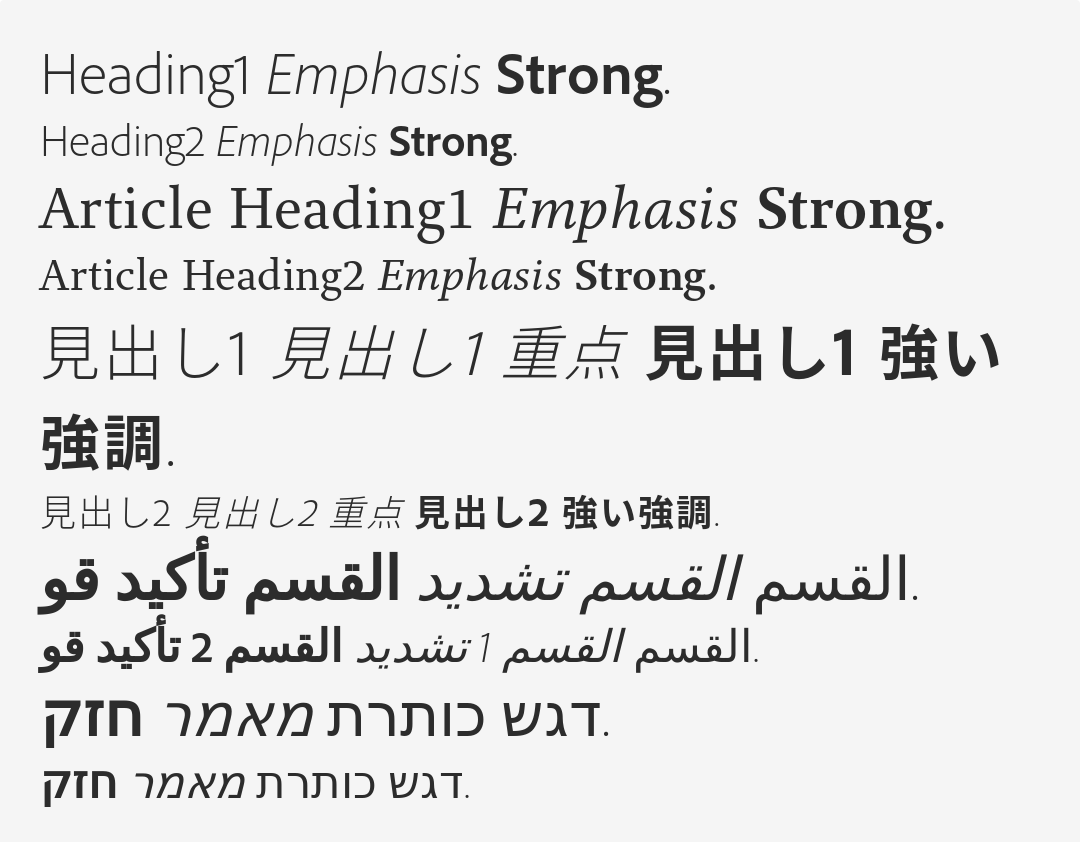 Heading1 Emphasis Strong.
Heading2 Emphasis Strong.
Article Heading1 Emphasis Strong.
Article Heading2 Emphasis Strong.
見出し1 見出し1 重点 見出し1 強い
強調.
見出し2 見出し2 重点 見出し2 強い強調.
القسم القسم تشديد القسم تأكيد قو.
القسم القسم 1 تشديد القسم 2 تأكيد قو.
דגש כותרת מאמר חזק.
דגש כותרת מאמר חזק.